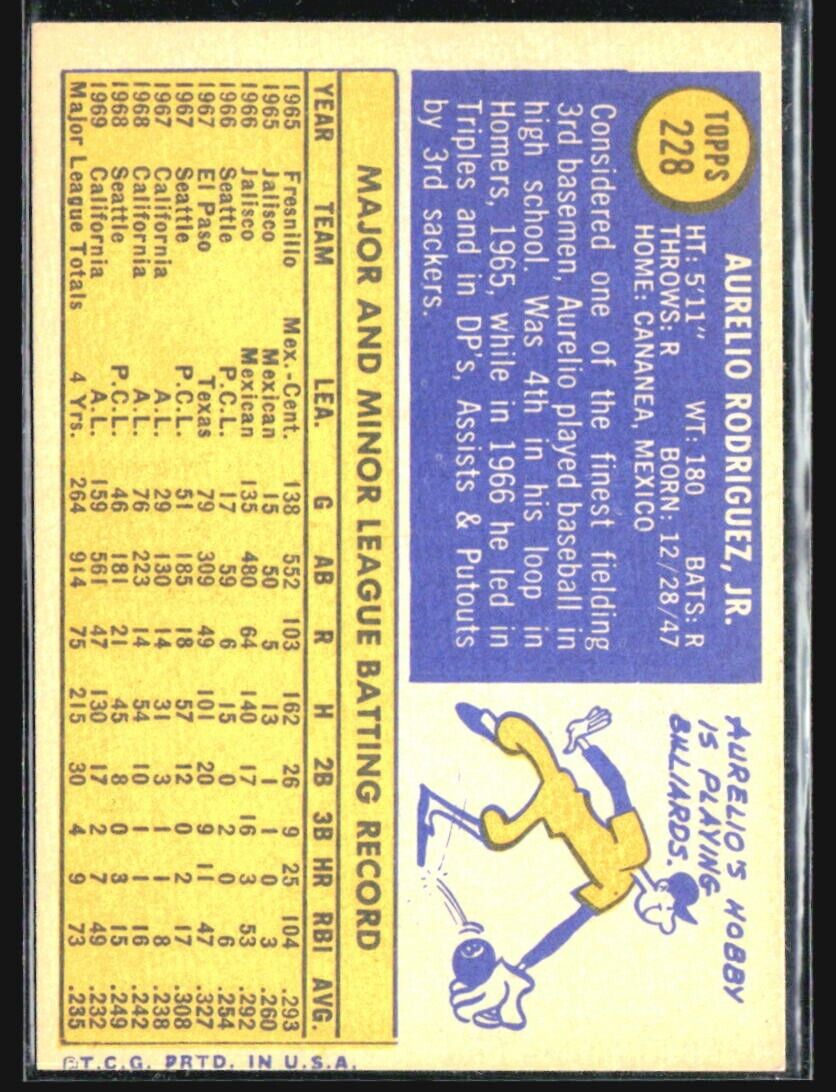 TOPPS
228
AURELIO RODRIGUEZ, JR.
HT: 5'11" WT: 180 BATS: R
THROWS: R BORN: 12/28/47
HOME: CANANEA, MEXICO
Considered one of the finest fielding
3rd basemen, Aurelio played baseball in
high school. Was 4th in his loop in
Homers, 1965, while in 1966 he led in
Triples and in DP's, Assists & Putouts
by 3rd sackers.
AURELIO'S HOBBY
IS PLAYING
BILLIARDS.
MAJOR AND MINOR LEAGUE BATTING RECORD
YEAR TEAM LEA. G AB R H 2B 3B HR RBI AVG.
1965 Fresnillo Mex.-Cent. 138 552 103 162 26 9 25 104 .293
1965 Jalisco Mexican 15 50 5 13 1 1 0 3 .260
1966 Jalisco Mexican 135 480 64 140 17 16 3 53 .292
1966 Seattle P.C.L. 17 59 6 15 0 2 0 6 .254
1967 El Paso Texas 79 309 49 101 20 9 11 47 .327
1967 Seattle P.C.L. 51 185 18 57 12 0 2 17 .308
1967 California A.L. 29 130 14 31 3 1 1 8 .238
1968 California A.L. 76 223 14 54 10 1 1 16 .242
1968 Seattle P.C.L. 46 181 21 45 8 0 3 15 .249
1969 California A.L. 159 561 47 130 17 2 7 49 .232
Major League Totals 4 Yrs. 264 914 75 215 30 4 9 73 .235
©T.C.G. PRTD. IN U.S.A.